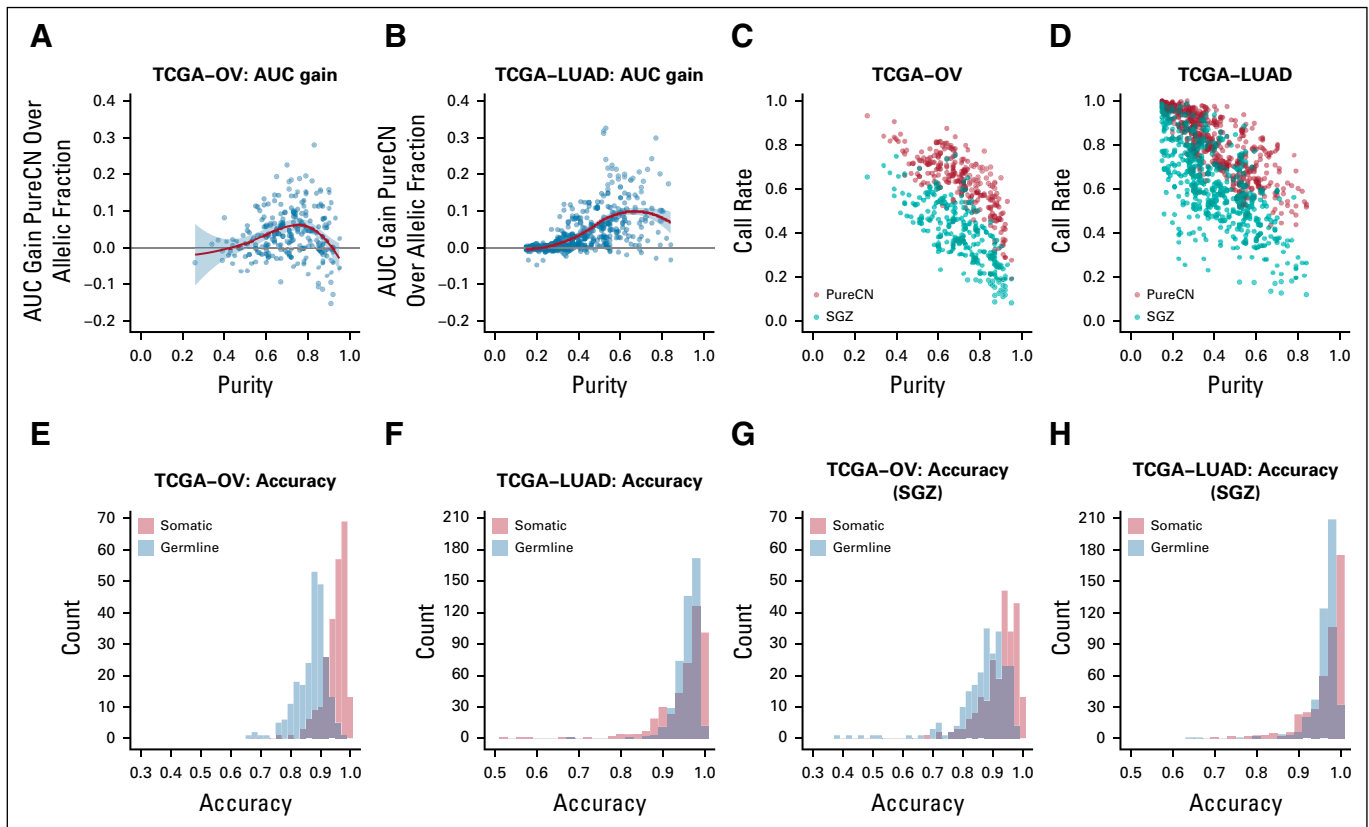 A
TCGA–OV: AUC gain
AUC Gain PureCN Over
Allelic Fraction
0.4
0.3
0.2
0.1
0.0
–0.1
–0.2
0.0 0.2 0.4 0.6 0.8 1.0
Purity
B
TCGA–LUAD: AUC gain
AUC Gain PureCN
Over Allelic Fraction
0.4
0.3
0.2
0.1
0.0
–0.1
–0.2
0.0 0.2 0.4 0.6 0.8 1.0
Purity
C
TCGA–OV
Call Rate
1.0
0.8
0.6
0.4
0.2
0.0
PureCN
SGZ
0.0 0.2 0.4 0.6 0.8 1.0
Purity
D
TCGA–LUAD
Call Rate
1.0
0.8
0.6
0.4
0.2
0.0
PureCN
SGZ
0.0 0.2 0.4 0.6 0.8 1.0
Purity
E
TCGA–OV: Accuracy
Count
70
60
50
40
30
20
10
0
Somatic
Germline
0.3 0.4 0.5 0.6 0.7 0.8 0.9 1.0
Accuracy
F
TCGA–LUAD: Accuracy
Count
210
180
150
120
90
60
30
0
Somatic
Germline
0.5 0.6 0.7 0.8 0.9 1.0
Accuracy
G
TCGA–OV: Accuracy
(SGZ)
Count
70
60
50
40
30
20
10
0
Somatic
Germline
0.3 0.4 0.5 0.6 0.7 0.8 0.9 1.0
Accuracy
H
TCGA–LUAD: Accuracy
(SGZ)
Count
210
180
150
120
90
60
30
0
Somatic
Germline
0.5 0.6 0.7 0.8 0.9 1.0
Accuracy